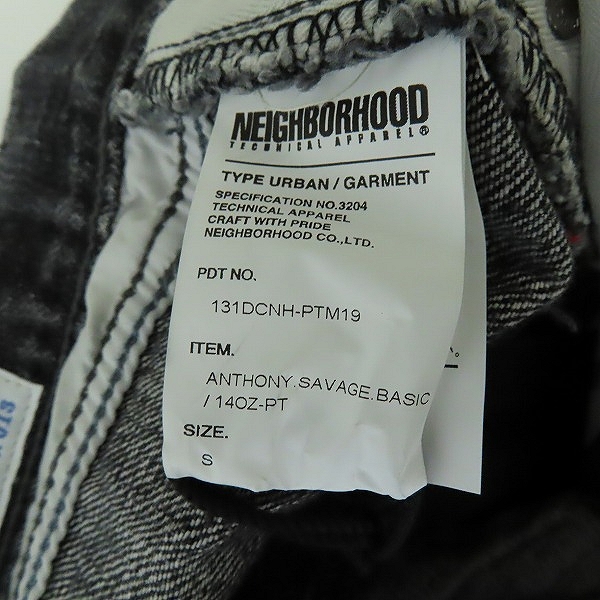 NEIGHBORHOOD
TECHNICAL APPAREL®
TYPE URBAN / GARMENT
SPECIFICATION NO.3204
TECHNICAL APPAREL
CRAFT WITH PRIDE
NEIGHBORHOOD CO.,LTD.
PDT NO.
131DCNH-PTM19
ITEM.
ANTHONY.SAVAGE.BASIC
/ 14OZ-PT
SIZE.
S